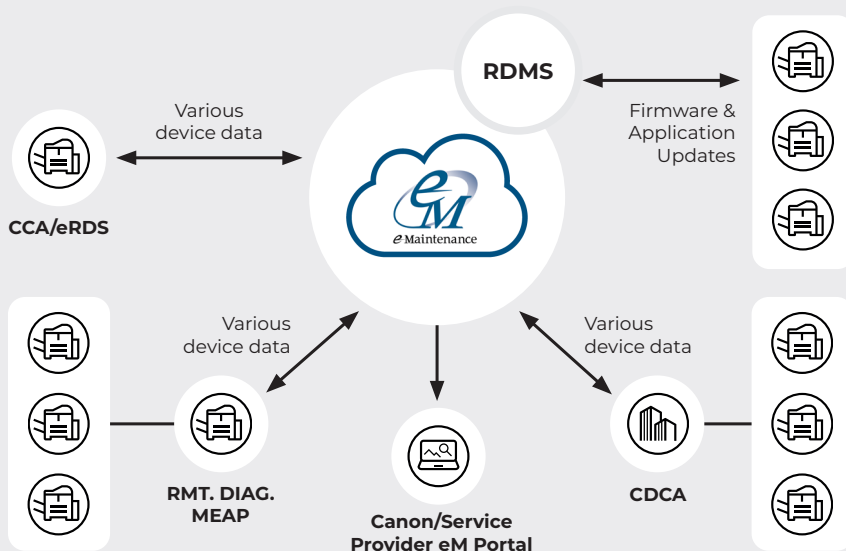 RDMS
Various
device data
Firmware &
Application
Updates
eM
e-Maintenance
CCA/eRDS
Various
device data
Various
device data
RMT. DIAG.
MEAP
Canon/Service
Provider eM Portal
CDCA